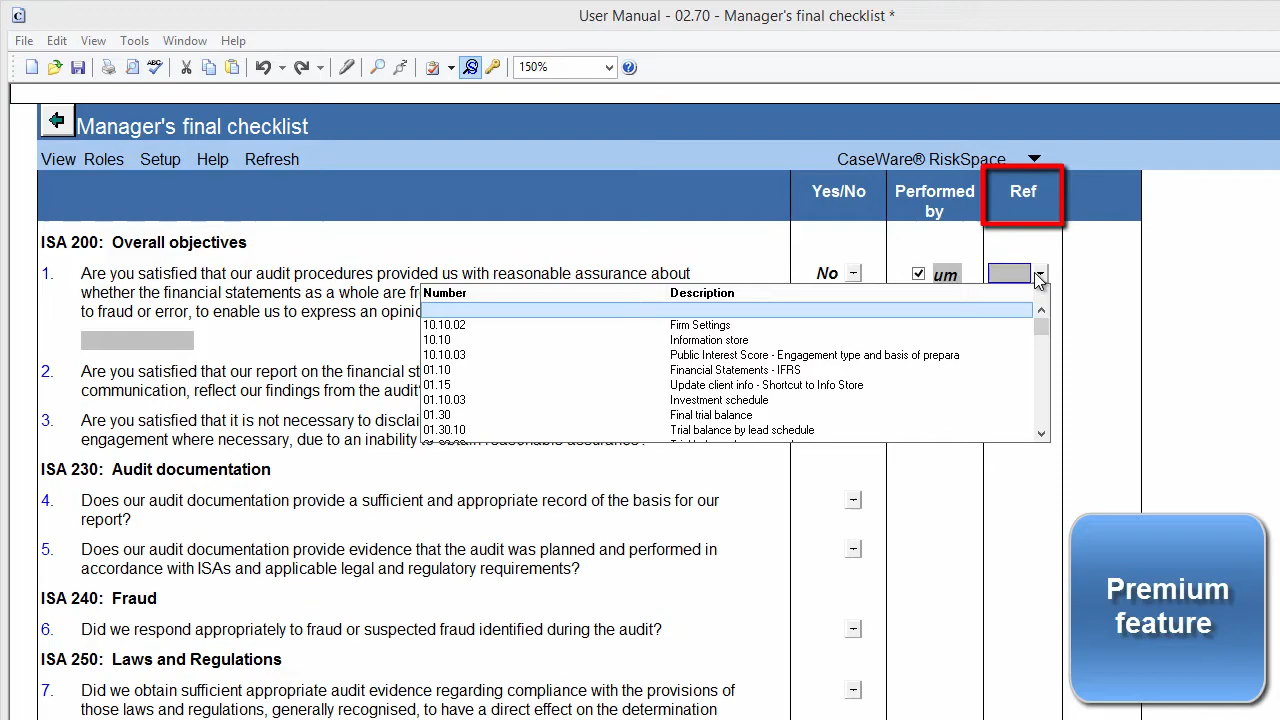 User Manual - 02.70 - Manager's final checklist *
File Edit View Tools Window Help
150%
Manager's final checklist
View Roles Setup Help Refresh CaseWare® RiskSpace
Yes/No Performed by Ref
ISA 200: Overall objectives
1. Are you satisfied that our audit procedures provided us with reasonable assurance about No um
whether the financial statements as a whole are fr
to fraud or error, to enable us to express an opinio
Number Description
10.10.02 Firm Settings
10.10 Information store
10.10.03 Public Interest Score - Engagement type and basis of prepara
01.10 Financial Statements - IFRS
01.15 Update client info - Shortcut to Info Store
01.10.03 Investment schedule
01.30 Final trial balance
01.30.10 Trial balance by lead schedule
2. Are you satisfied that our report on the financial st
communication, reflect our findings from the audit
3. Are you satisfied that it is not necessary to disclai
engagement where necessary, due to an inability
ISA 230: Audit documentation
4. Does our audit documentation provide a sufficient and appropriate record of the basis for our
report?
5. Does our audit documentation provide evidence that the audit was planned and performed in
accordance with ISAs and applicable legal and regulatory requirements?
ISA 240: Fraud
6. Did we respond appropriately to fraud or suspected fraud identified during the audit?
ISA 250: Laws and Regulations
7. Did we obtain sufficient appropriate audit evidence regarding compliance with the provisions of
those laws and regulations, generally recognised, to have a direct effect on the determination
Premium
feature